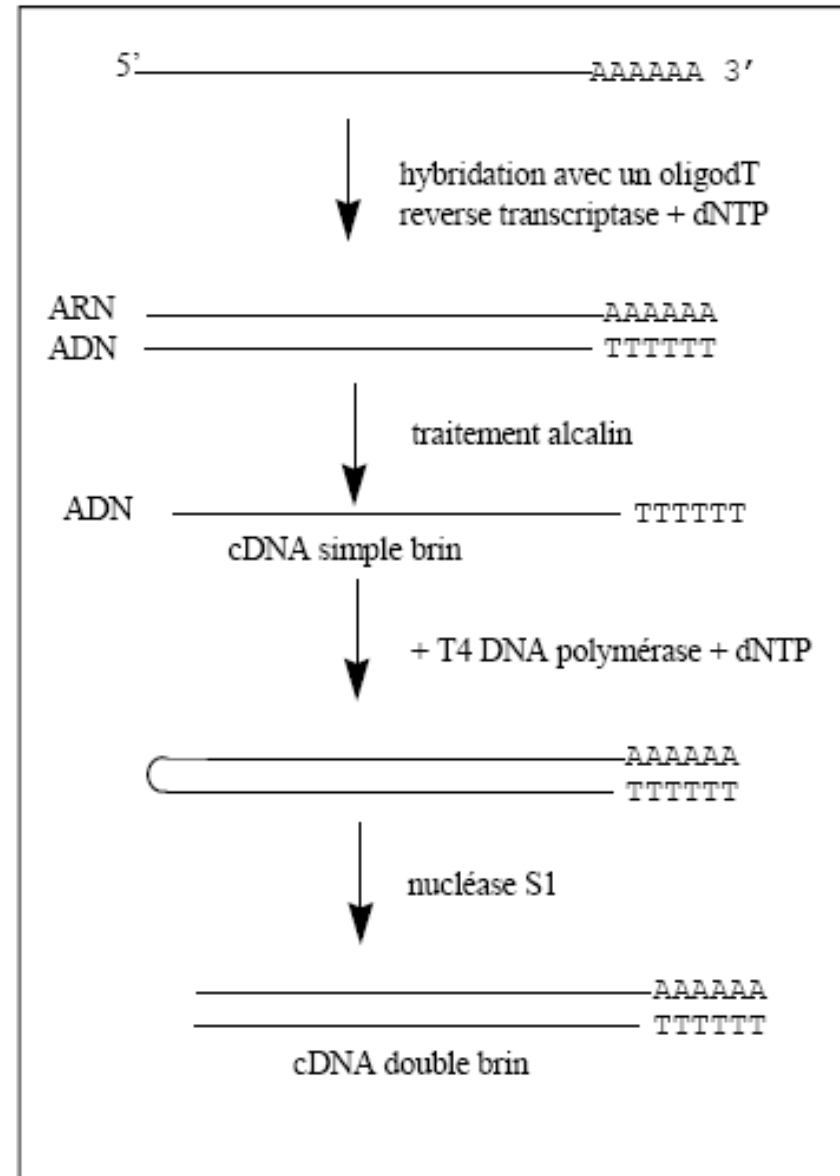 5' AAAAAA 3'
hybridation avec un oligodT
reverse transcriptase + dNTP
ARN AAAAAA
ADN TTTTTT
traitement alcalin
ADN TTTTTT
cDNA simple brin
+ T4 DNA polymérase + dNTP
AAAAAA
TTTTTT
nucléase S1
AAAAAA
TTTTTT
cDNA double brin